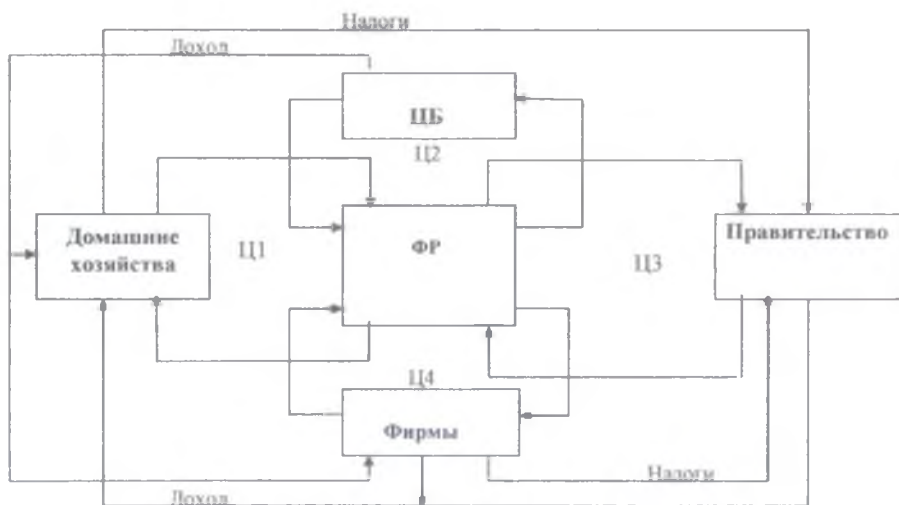 Налоги
Доход
ЦБ
Ц2
Домашние
хозяйства
Ц1
ФР
Ц3
Правительство
Ц4
Фирмы
Налоги
Доход